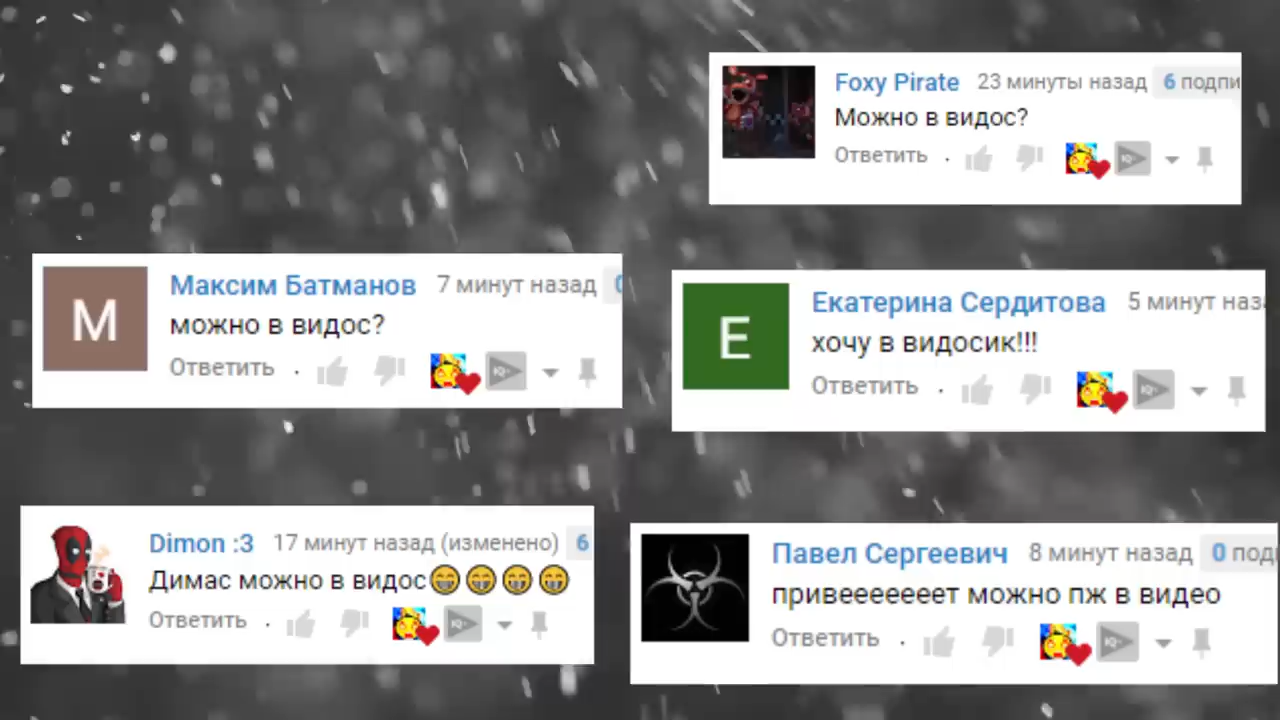 Foxy Pirate 23 минуты назад 6 подпи
Можно в видос?
Ответить
М
Максим Батманов 7 минут назад 0
можно в видос?
Ответить
Е
Екатерина Сердитова 5 минут наза
хочу в видосик!!!
Ответить
Dimon :3 17 минут назад (изменено) 6
Димас можно в видос😁😁😁😁
Ответить
Павел Сергеевич 8 минут назад 0 под
привеееееееет можно пж в видео
Ответить